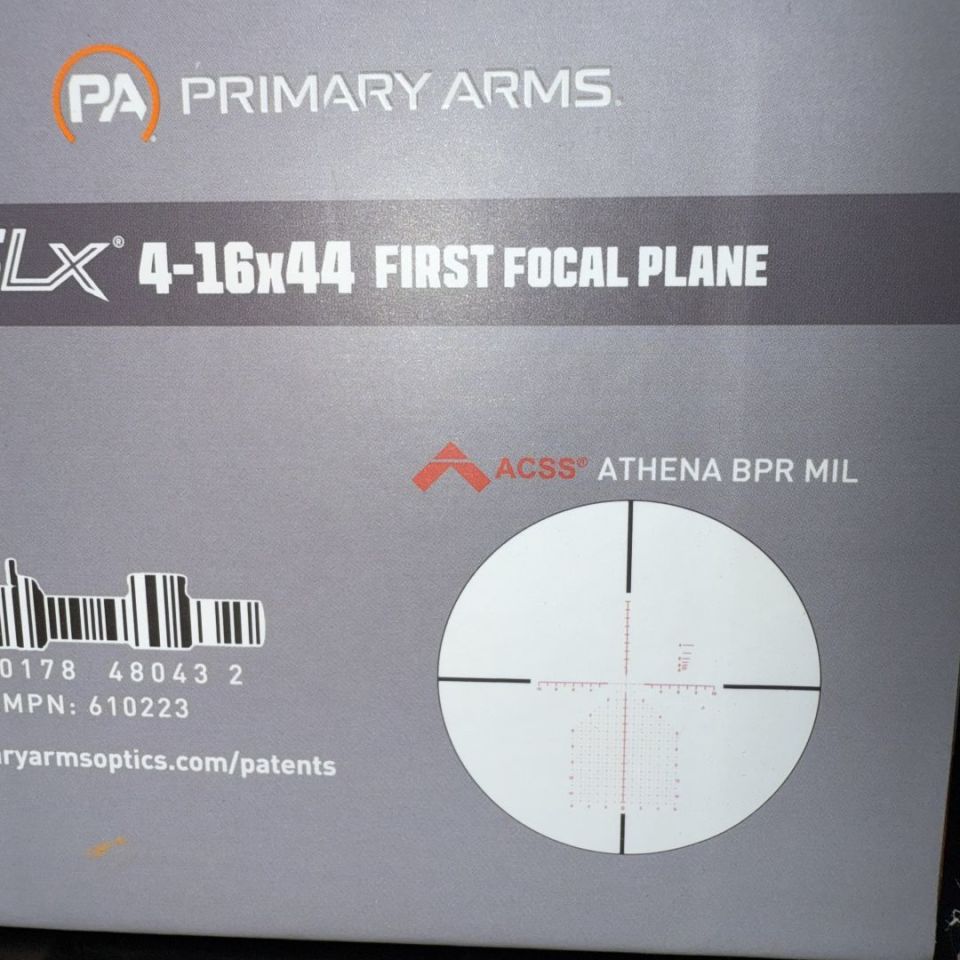 PA PRIMARY ARMS.
SLx® 4-16x44 FIRST FOCAL PLANE
ACSS® ATHENA BPR MIL
0178 48043 2
MPN: 610223
aryarmsoptics.com/patents